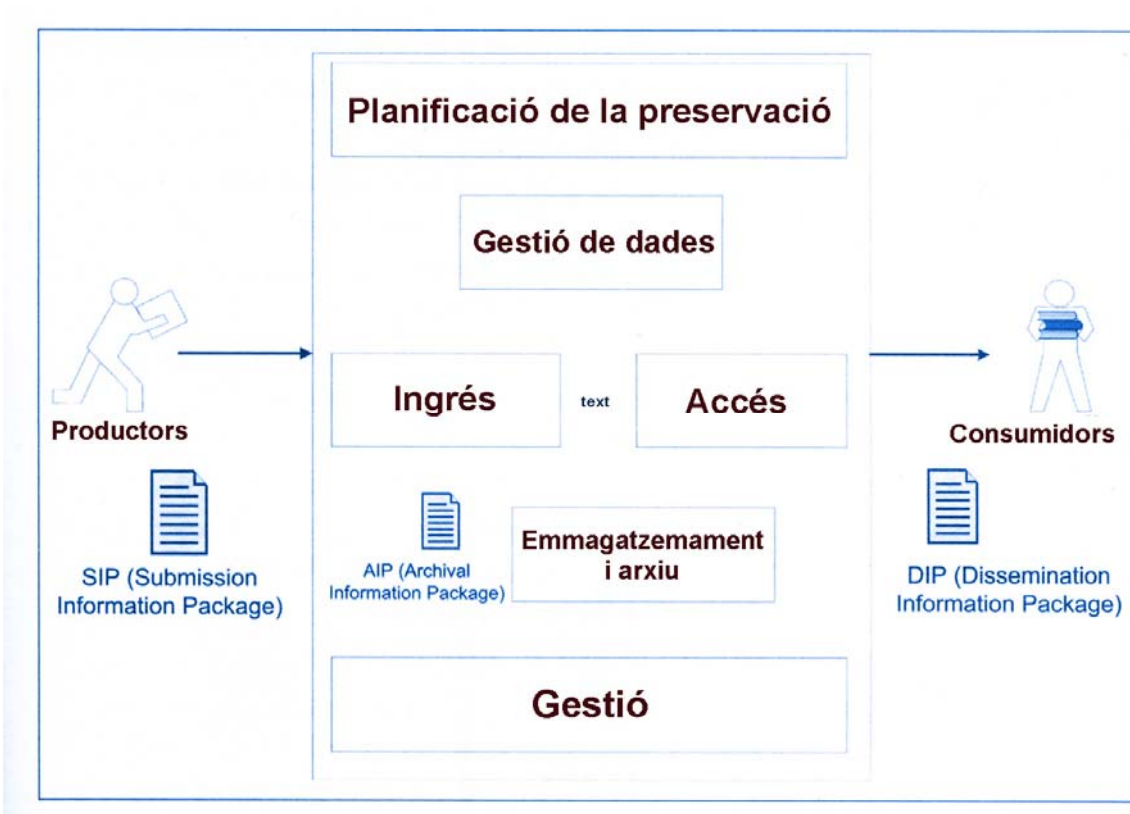 Planificació de la preservació
Gestió de dades
Ingrés
text
Accés
Productors
Consumidors
SIP (Submission
Information Package)
AIP (Archival
Information Package)
Emmagatzemament
i arxiu
DIP (Dissemination
Information Package)
Gestió